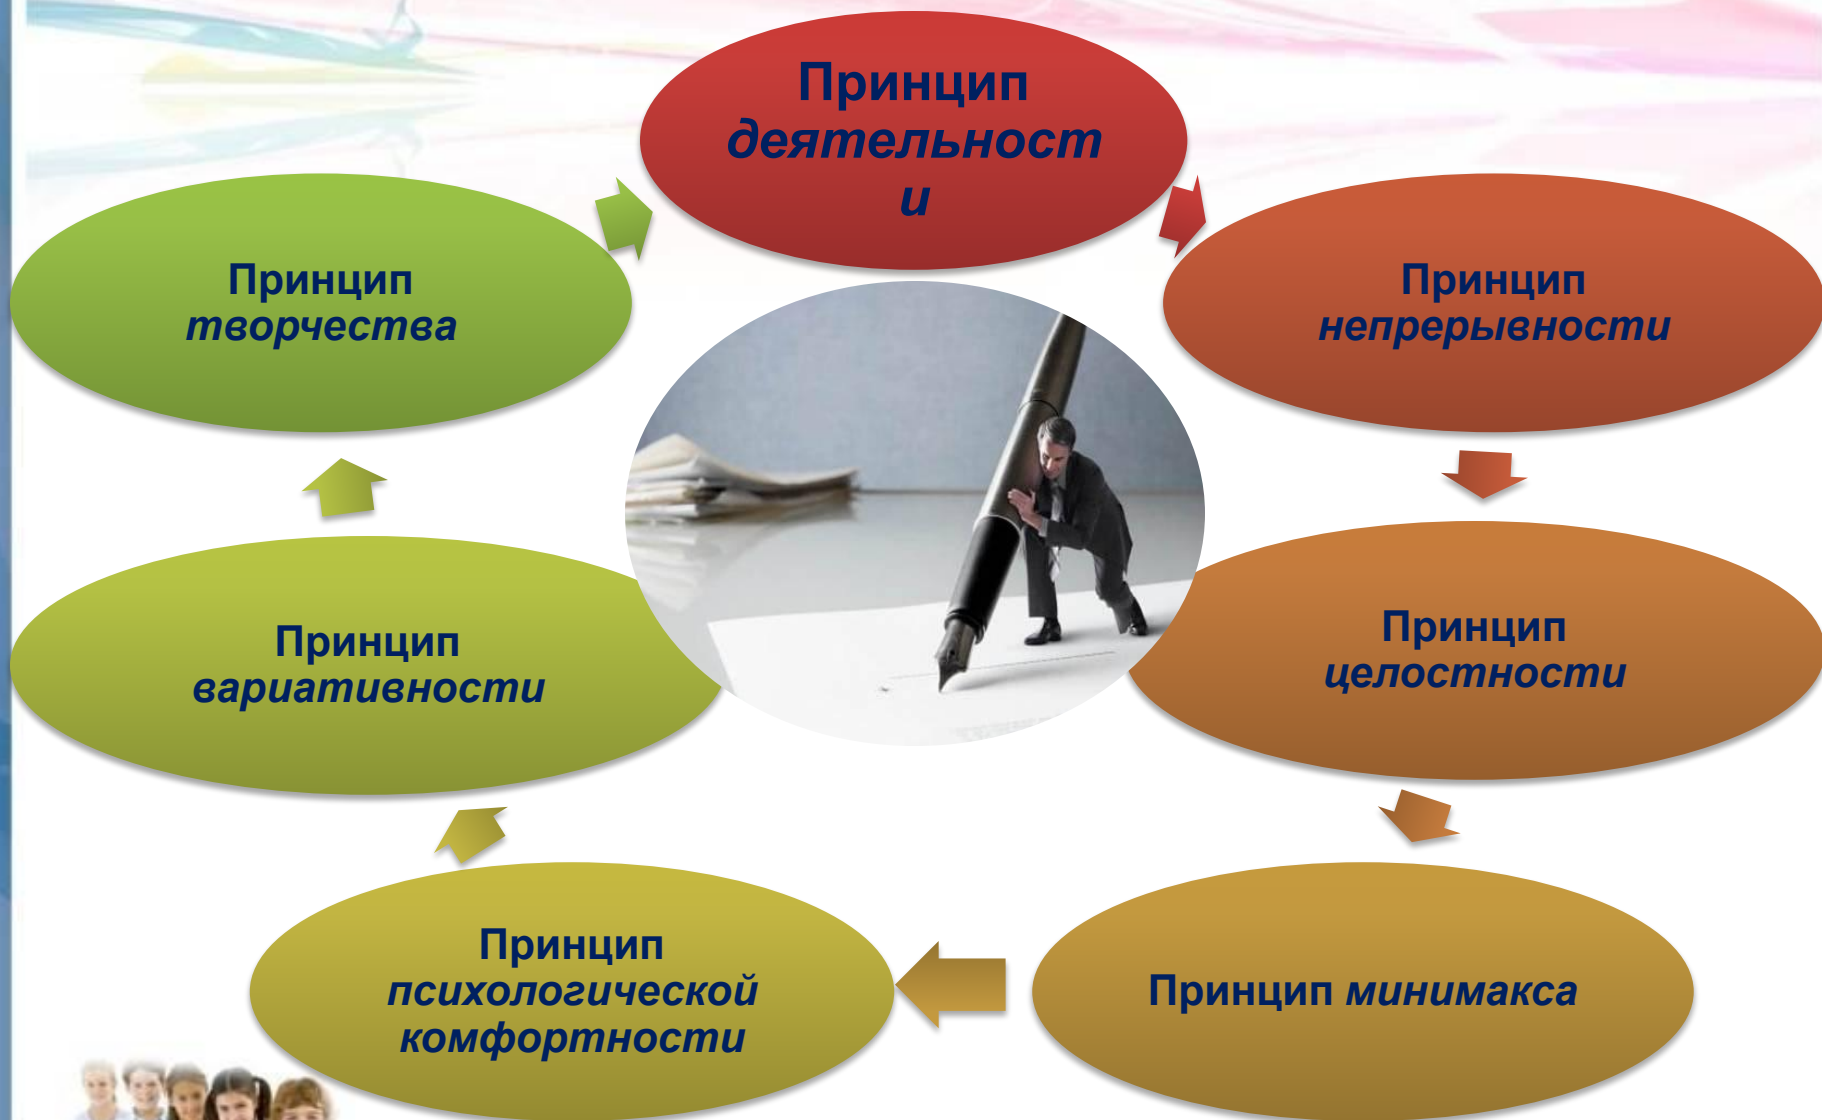 Принцип
деятельност
и
Принцип
непрерывности
Принцип
целостности
Принцип минимакса
Принцип
психологической
комфортности
Принцип
вариативности
Принцип
творчества